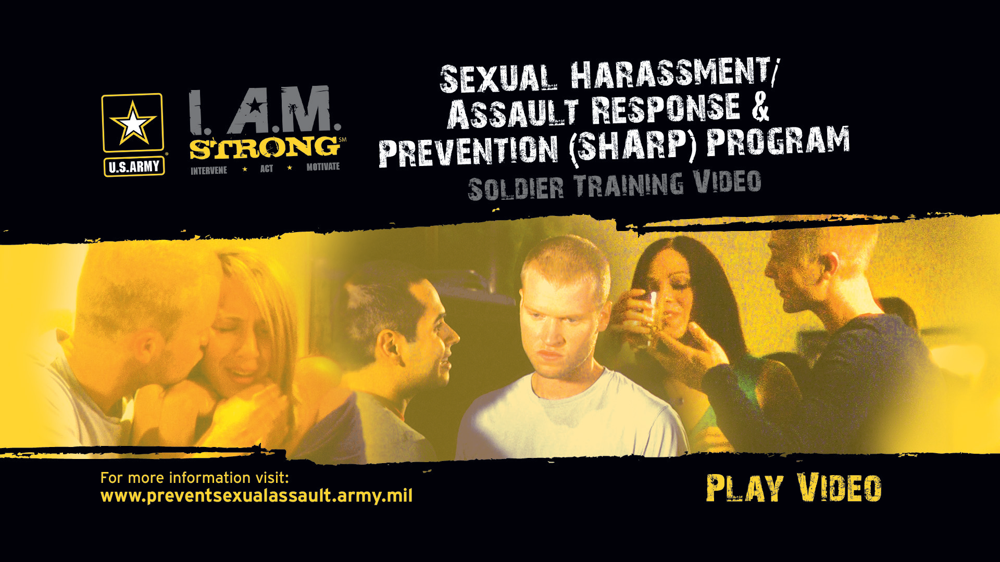 U.S.ARMY
I. A.M.
STRONG℠
INTERVENE ★ ACT ★ MOTIVATE
SEXUAL HARASSMENT/
ASSAULT RESPONSE &
PREVENTION (SHARP) PROGRAM
SOLDIER TRAINING VIDEO
For more information visit:
www.preventsexualassault.army.mil
PLAY VIDEO